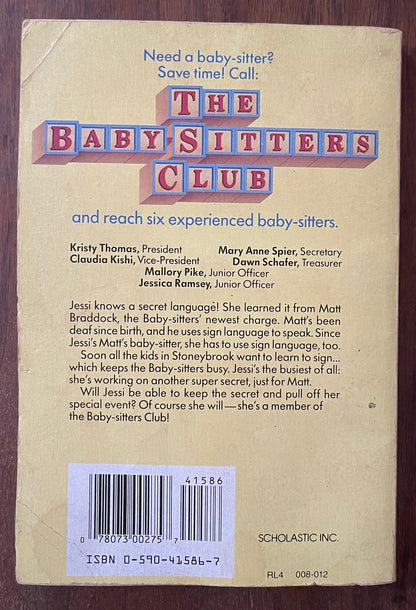 Need a baby-sitter?
Save time! Call:
THE
BABY-SITTERS
CLUB
and reach six experienced baby-sitters.
Kristy Thomas, President Mary Anne Spier, Secretary
Claudia Kishi, Vice-President Dawn Schafer, Treasurer
Mallory Pike, Junior Officer
Jessica Ramsey, Junior Officer
Jessi knows a secret language! She learned it from Matt
Braddock, the Baby-sitters' newest charge. Matt's been
deaf since birth, and he uses sign language to speak. Since
Jessi's Matt's baby-sitter, she has to use sign language, too.
Soon all the kids in Stoneybrook want to learn to sign...
which keeps the Baby-sitters busy. Jessi's the busiest of all:
she's working on another super secret, just for Matt.
Will Jessi be able to keep the secret and pull off her
special event? Of course she will—she's a member of
the Baby-sitters Club!
41586
0 78073 00275 7
ISBN 0-590-41586-7
SCHOLASTIC INC.
RL4 008-012